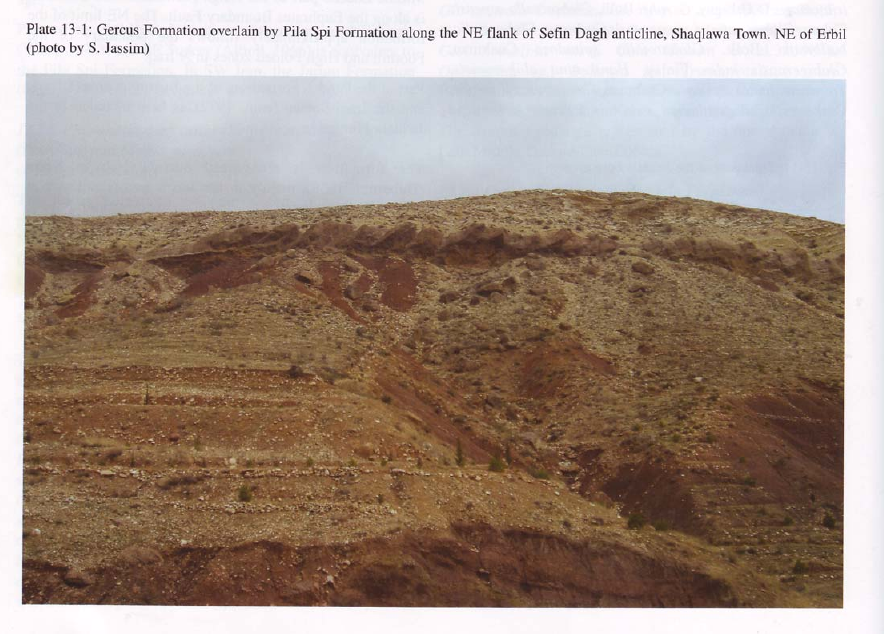 Plate 13-1: Gercus Formation overlain by Pila Spi Formation along the NE flank of Sefin Dagh anticline, Shaqlawa Town. NE of Erbil
(photo by S. Jassim)